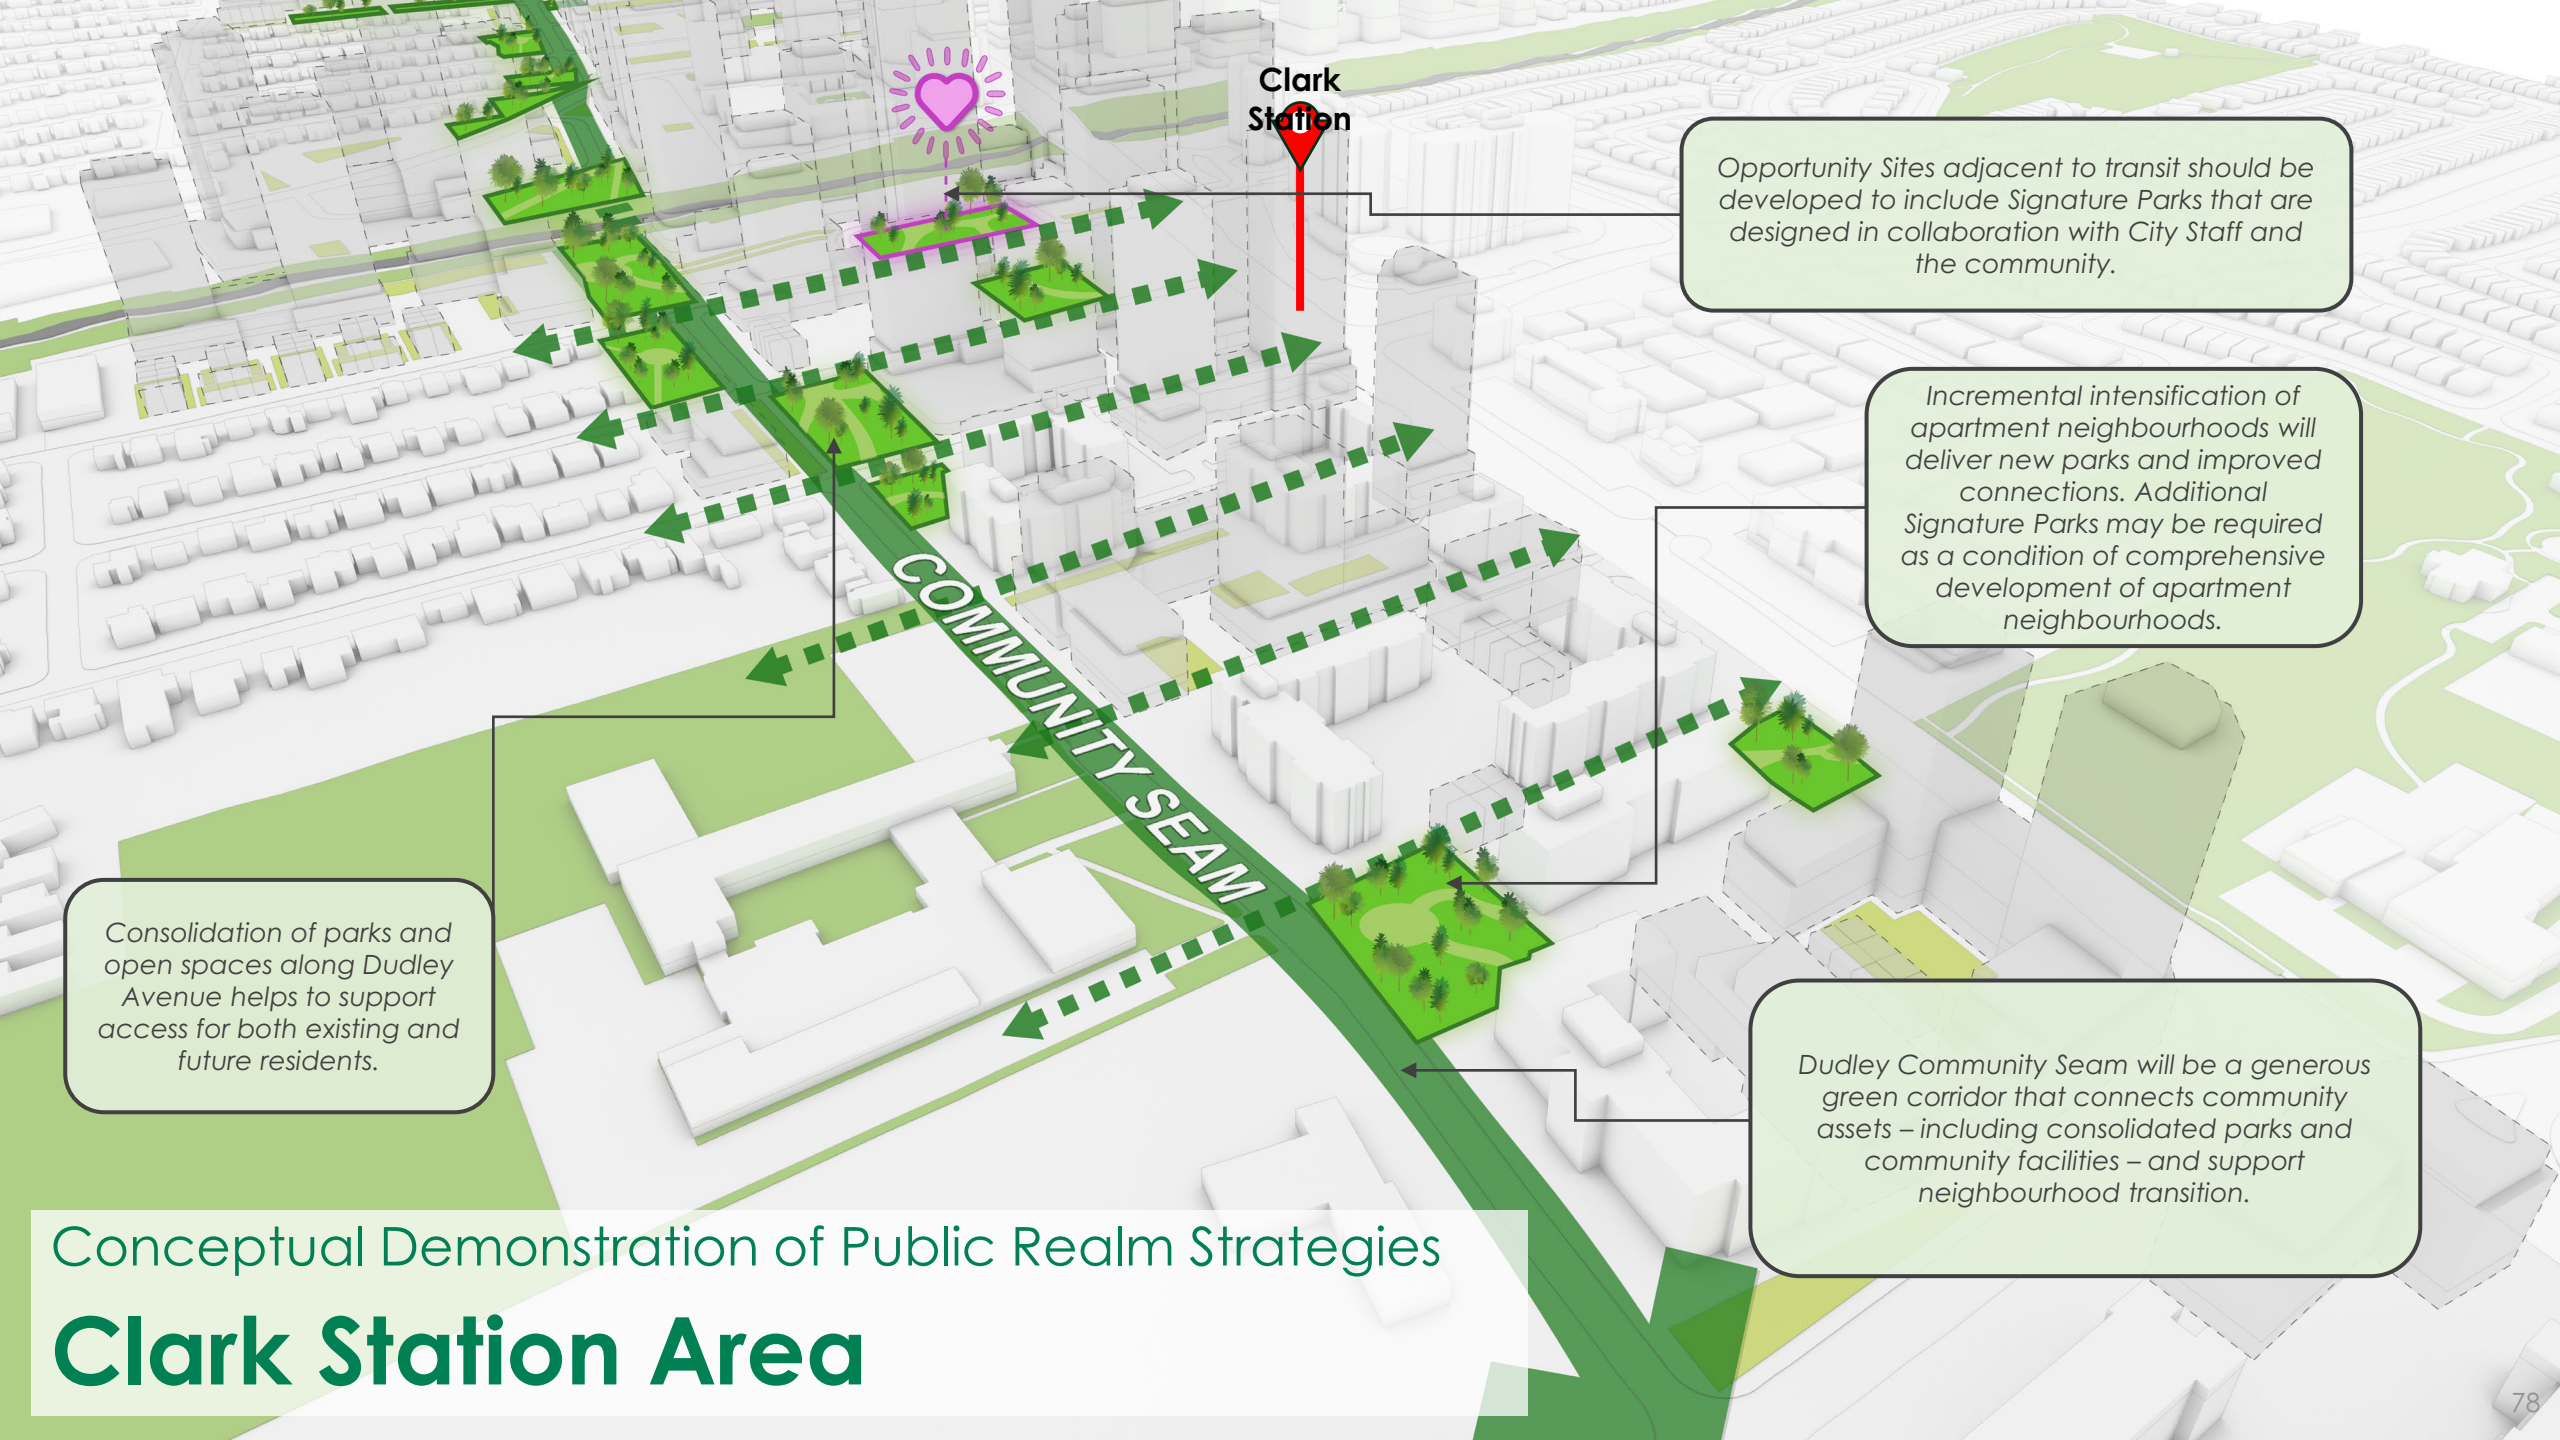 Clark
Station
Opportunity Sites adjacent to transit should be
developed to include Signature Parks that are
designed in collaboration with City Staff and
the community.
Incremental intensification of
apartment neighbourhoods will
deliver new parks and improved
connections. Additional
Signature Parks may be required
as a condition of comprehensive
development of apartment
neighbourhoods.
COMMUNITY SEAM
Consolidation of parks and
open spaces along Dudley
Avenue helps to support
access for both existing and
future residents.
Dudley Community Seam will be a generous
green corridor that connects community
assets – including consolidated parks and
community facilities – and support
neighbourhood transition.
Conceptual Demonstration of Public Realm Strategies
Clark Station Area
78